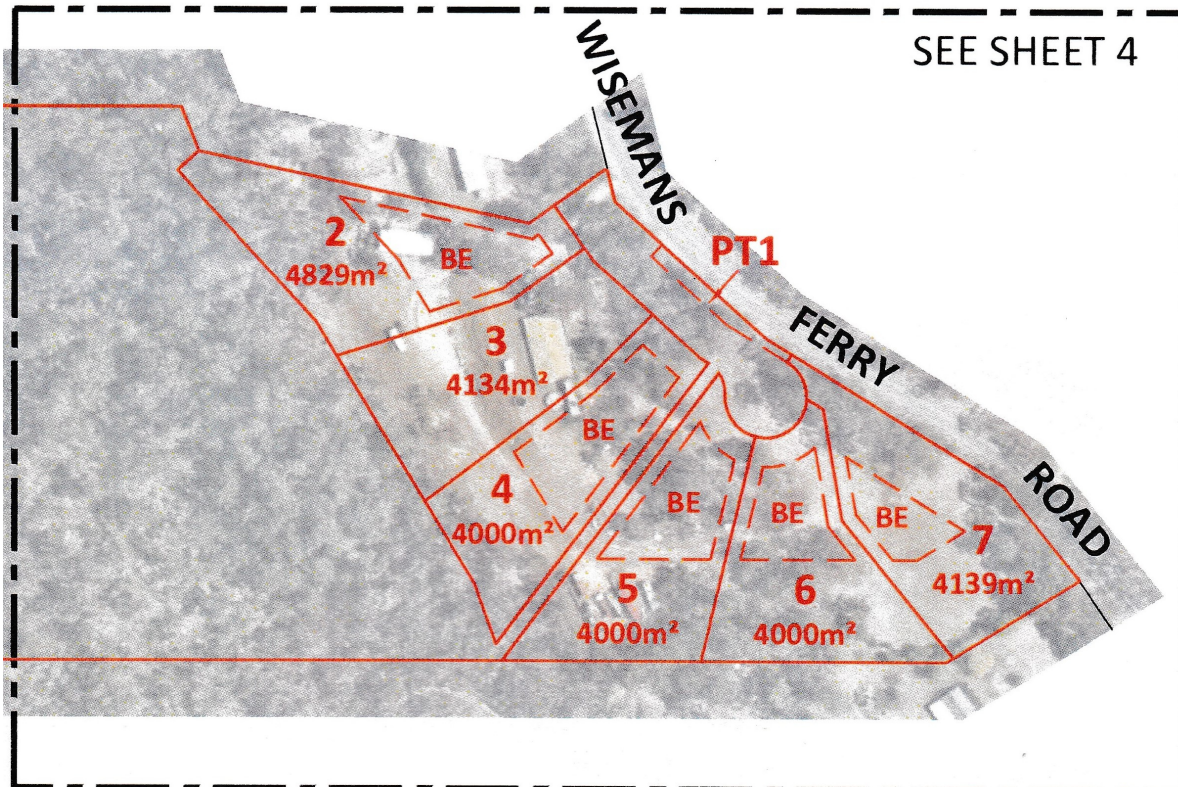 SEE SHEET 4
WISEMANS
FERRY
ROAD
PT1
2
4829m²
BE
3
4134m²
BE
4
4000m²
BE
5
4000m²
BE
6
4000m²
BE
7
4139m²